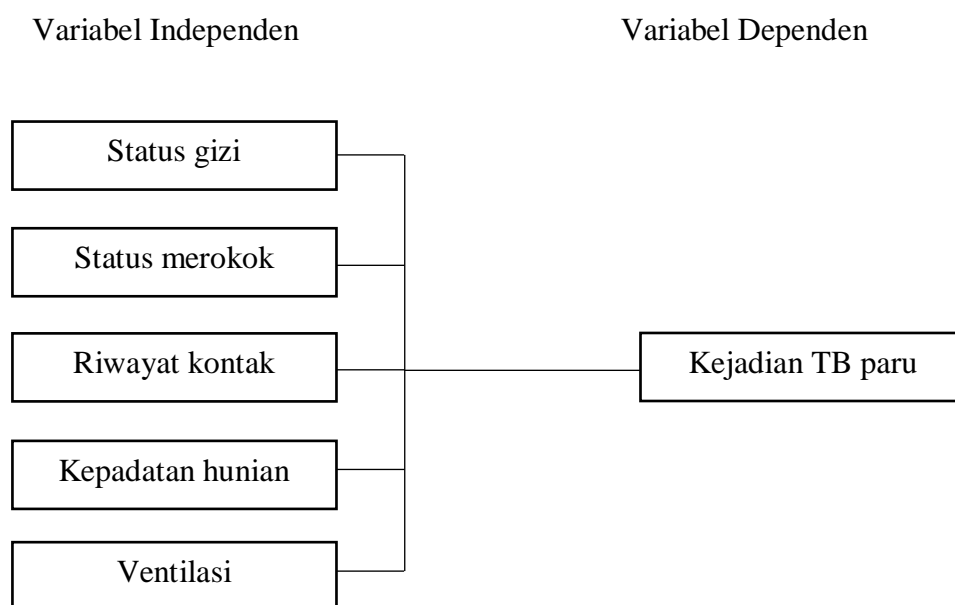 Variabel Independen
Variabel Dependen
Status gizi
Status merokok
Riwayat kontak
Kejadian TB paru
Kepadatan hunian
Ventilasi